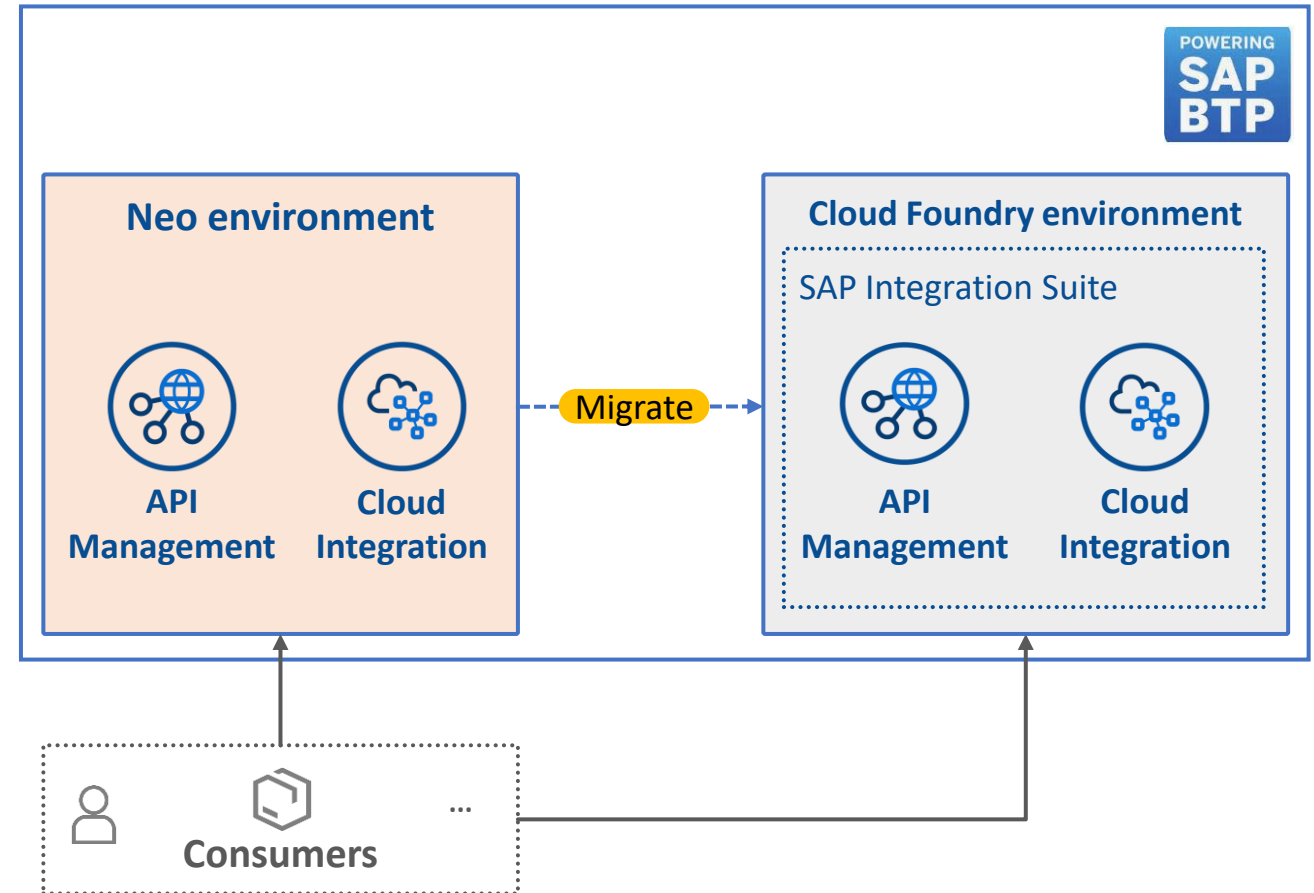 POWERING
SAP
BTP
Neo environment
API
Management
Cloud
Integration
Migrate
Cloud Foundry environment
SAP Integration Suite
API
Management
Cloud
Integration
...
Consumers